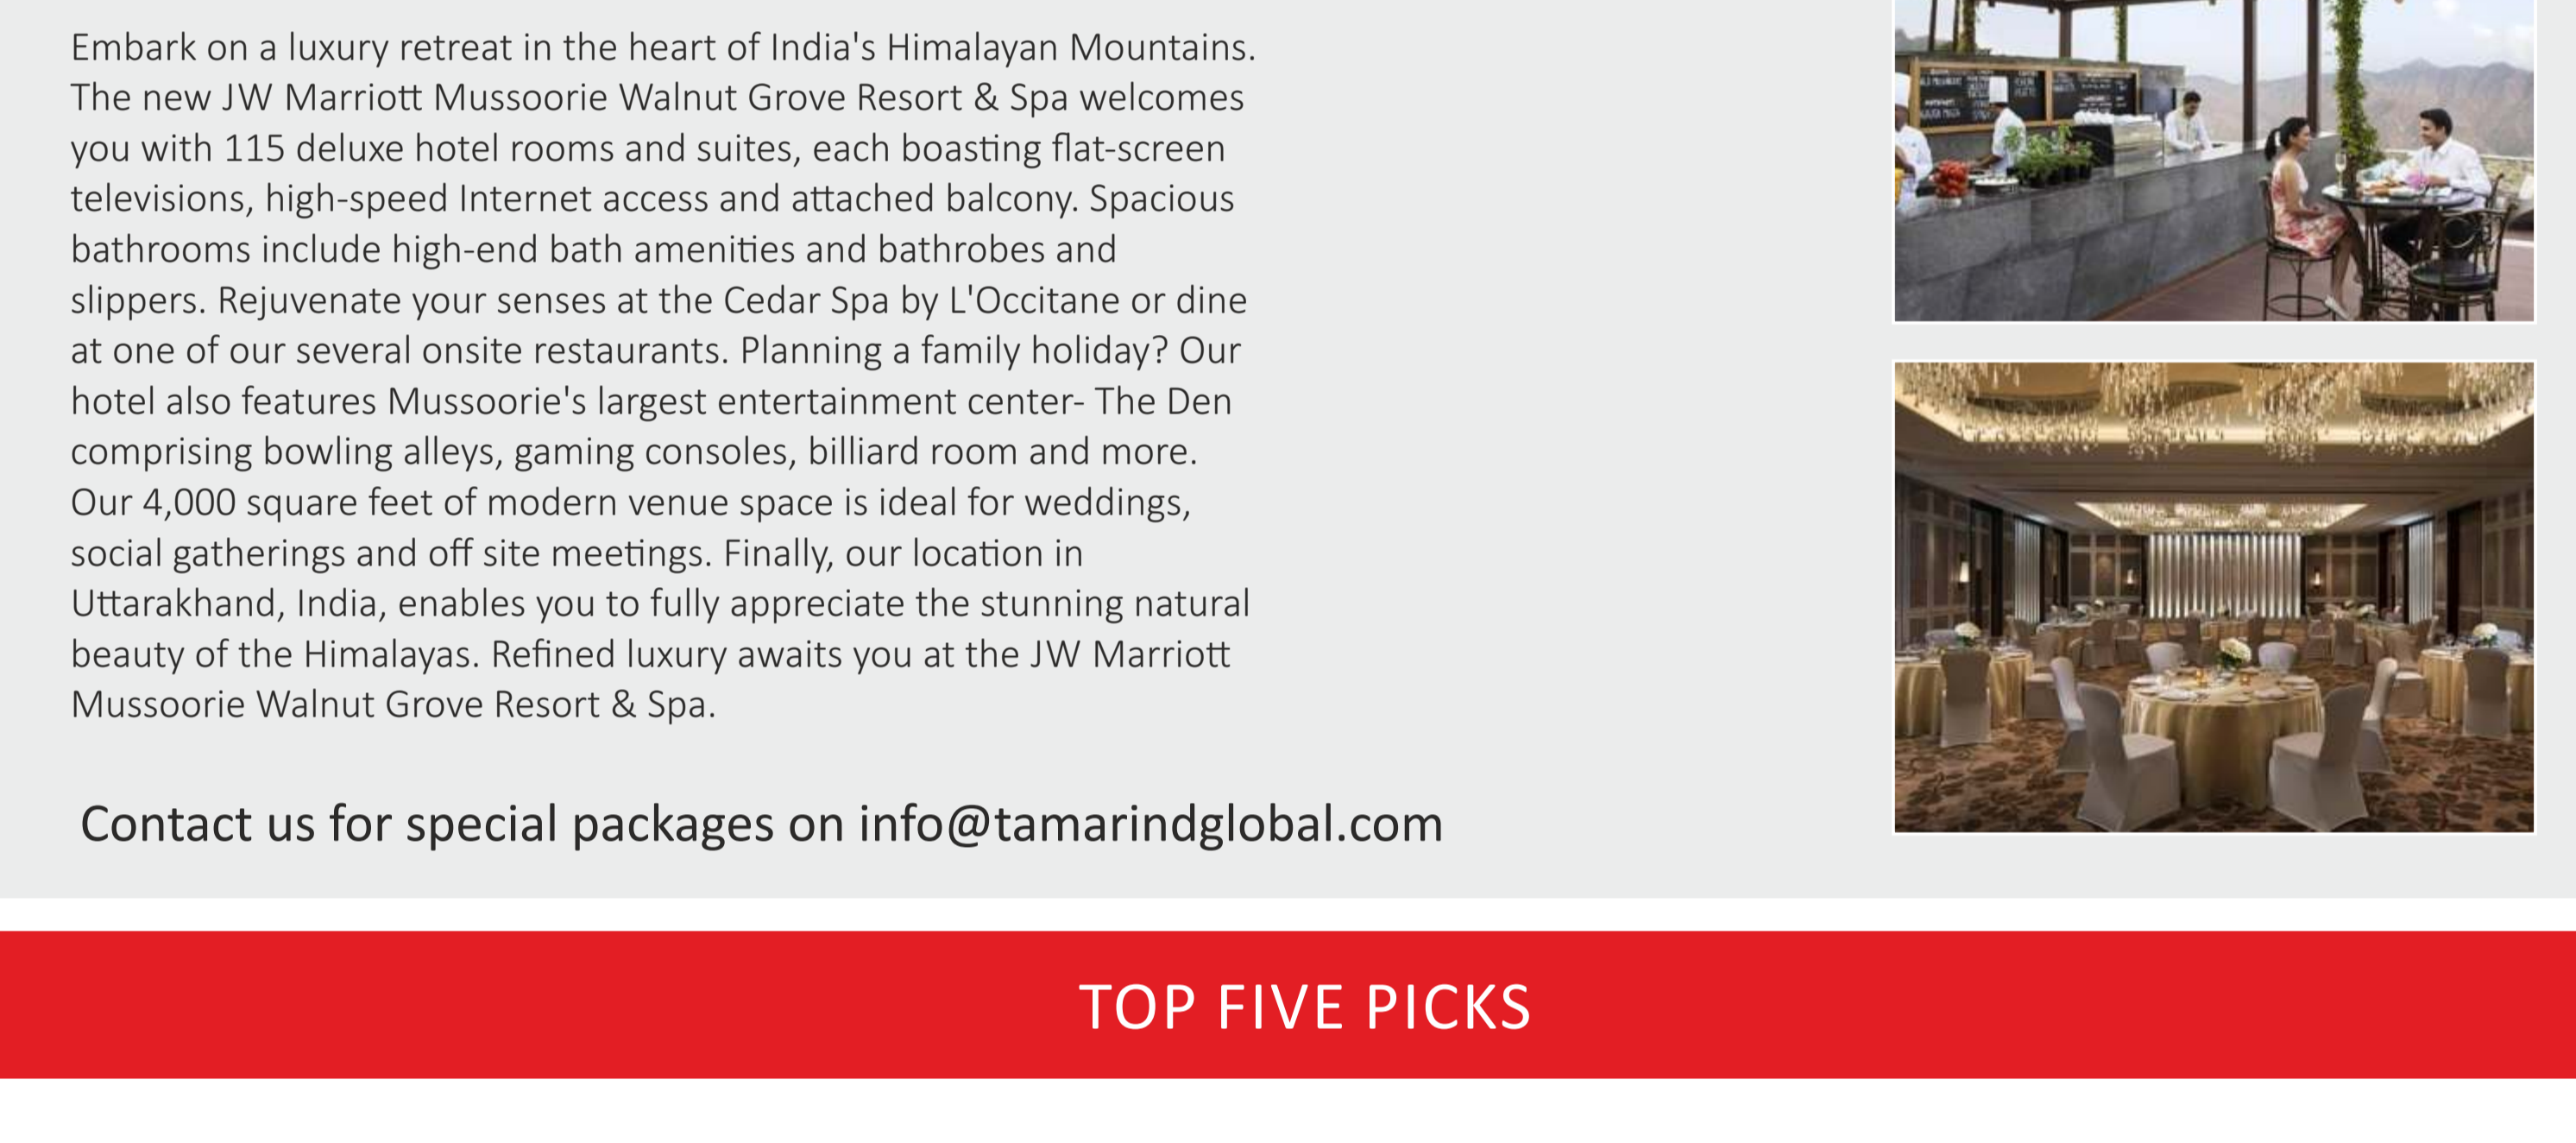 Embark on a luxury retreat in the heart of India's Himalayan Mountains.
The new JW Marriott Mussoorie Walnut Grove Resort & Spa welcomes
you with 115 deluxe hotel rooms and suites, each boasting flat-screen
televisions, high-speed Internet access and attached balcony. Spacious
bathrooms include high-end bath amenities and bathrobes and
slippers. Rejuvenate your senses at the Cedar Spa by L'Occitane or dine
at one of our several onsite restaurants. Planning a family holiday? Our
hotel also features Mussoorie's largest entertainment center- The Den
comprising bowling alleys, gaming consoles, billiard room and more.
Our 4,000 square feet of modern venue space is ideal for weddings,
social gatherings and off site meetings. Finally, our location in
Uttarakhand, India, enables you to fully appreciate the stunning natural
beauty of the Himalayas. Refined luxury awaits you at the JW Marriott
Mussoorie Walnut Grove Resort & Spa.
Contact us for special packages on info@tamarindglobal.com
TOP FIVE PICKS